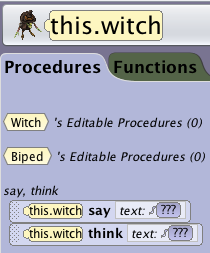 this.witch
Procedures Functions
Witch 's Editable Procedures (0)
Biped 's Editable Procedures (0)
say, think
this.witch say text: ???
this.witch think text: ???